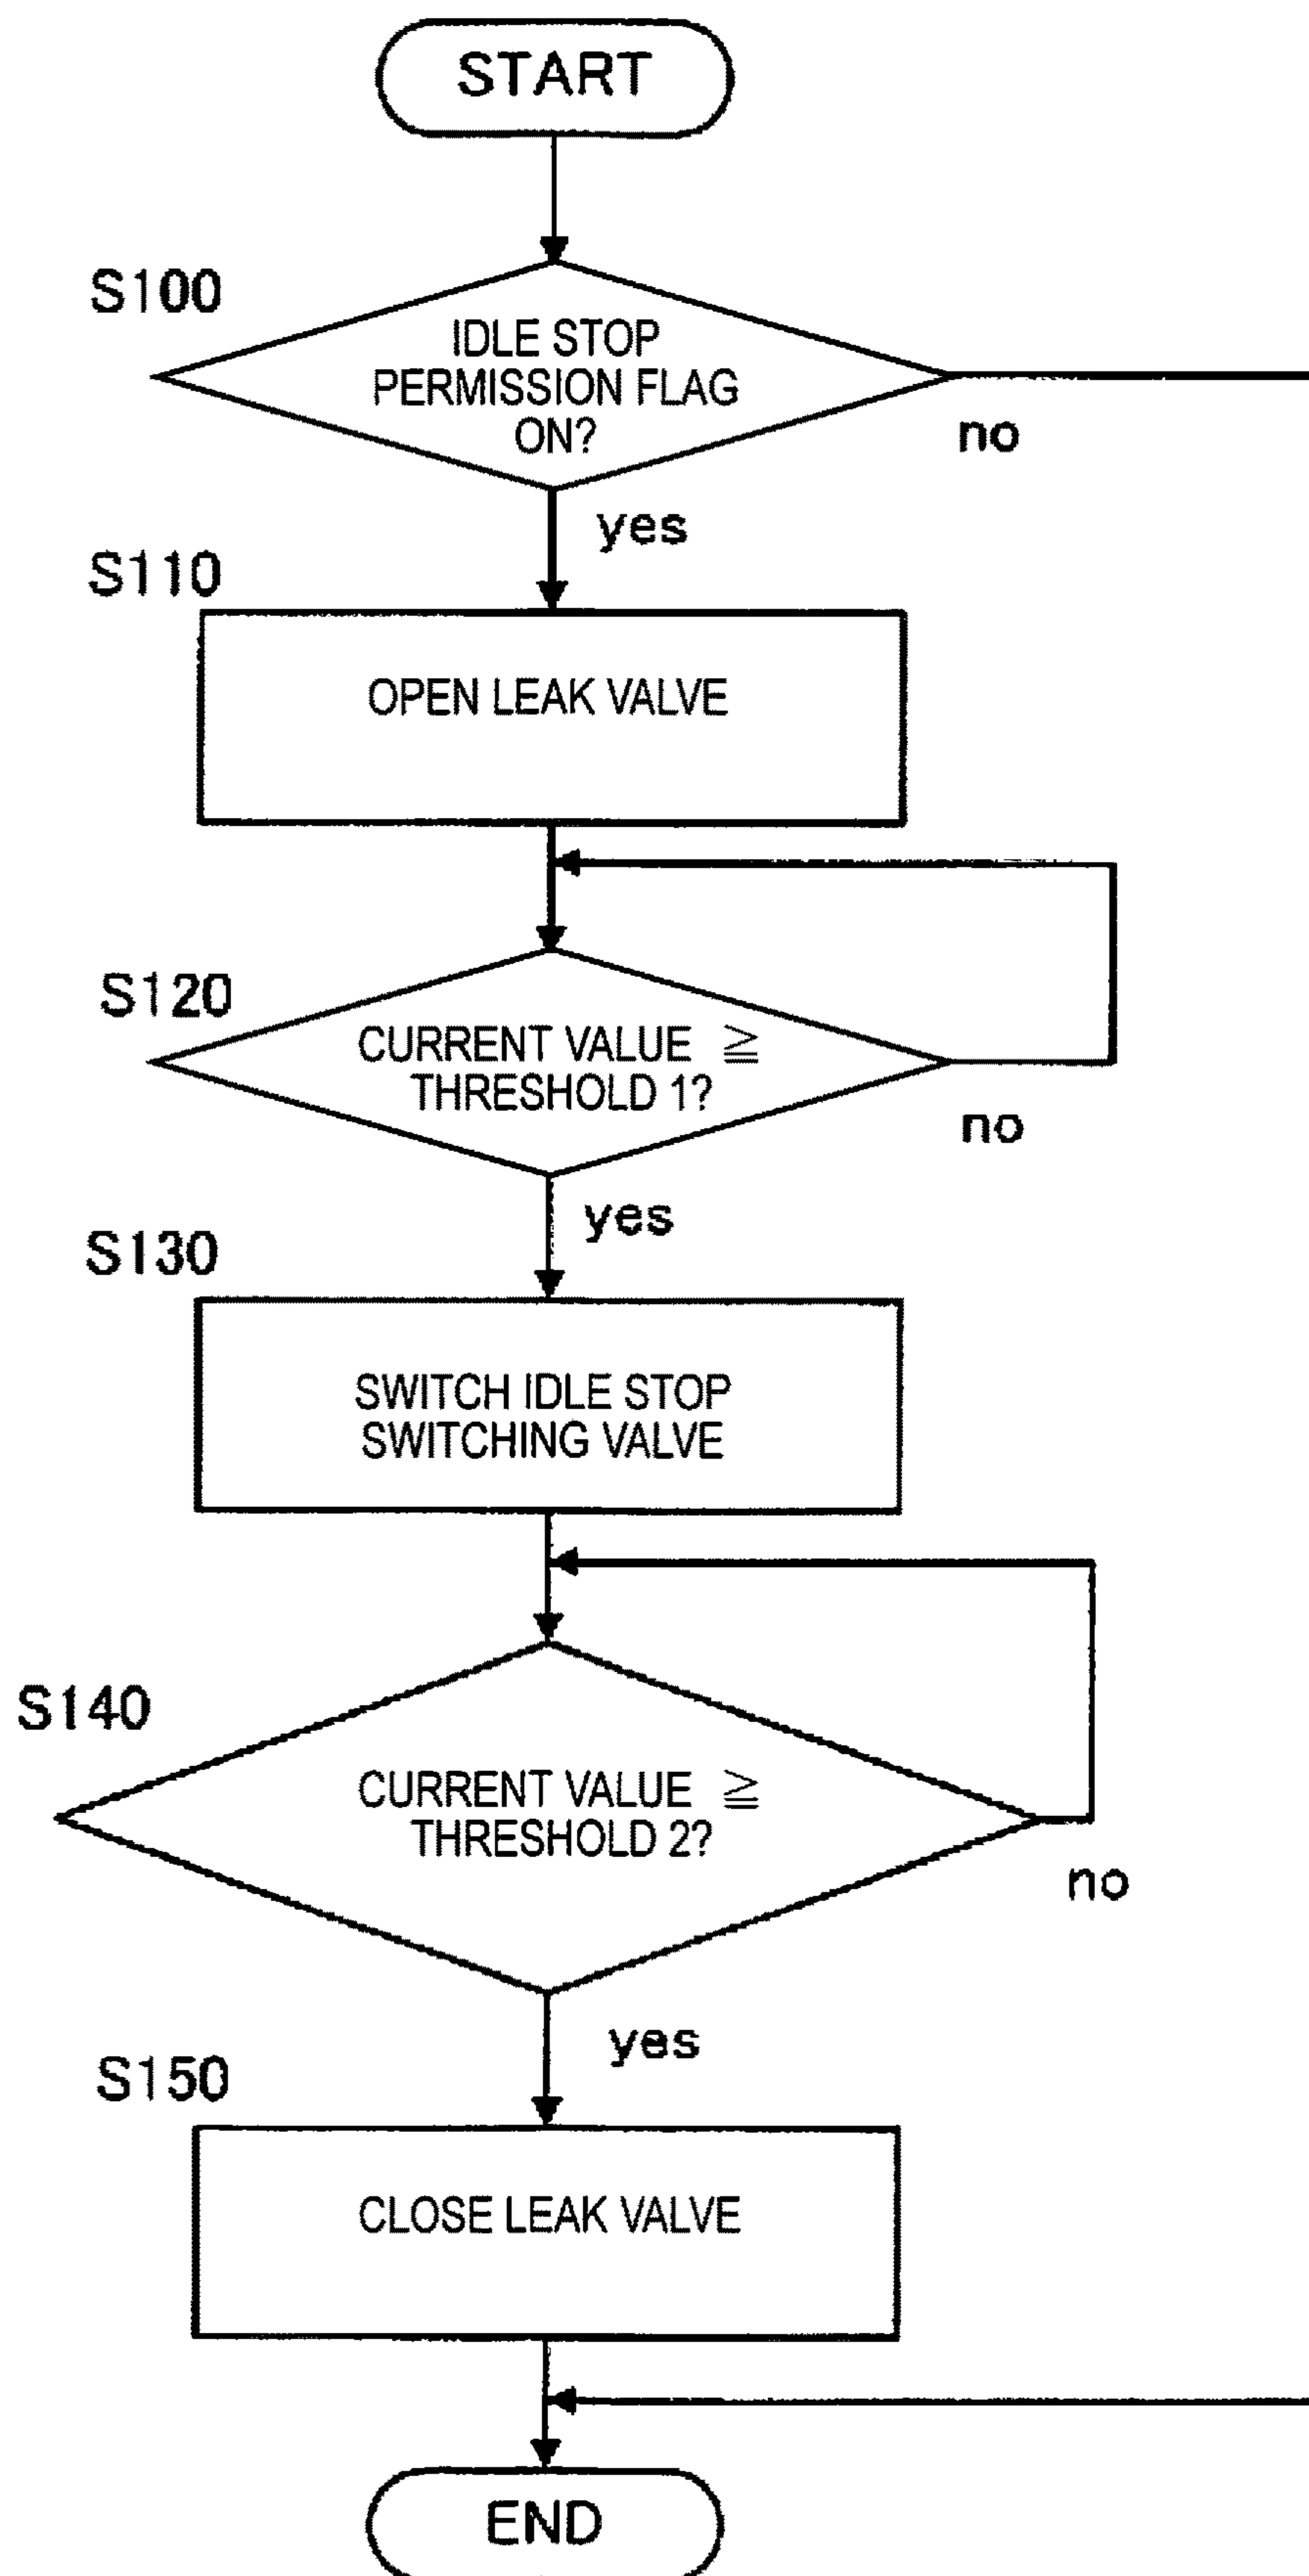 START
S100
IDLE STOP
PERMISSION FLAG
ON?
no
yes
S110
OPEN LEAK VALVE
S120
CURRENT VALUE ≧
THRESHOLD 1?
no
yes
S130
SWITCH IDLE STOP
SWITCHING VALVE
S140
CURRENT VALUE ≧
THRESHOLD 2?
no
yes
S150
CLOSE LEAK VALVE
END